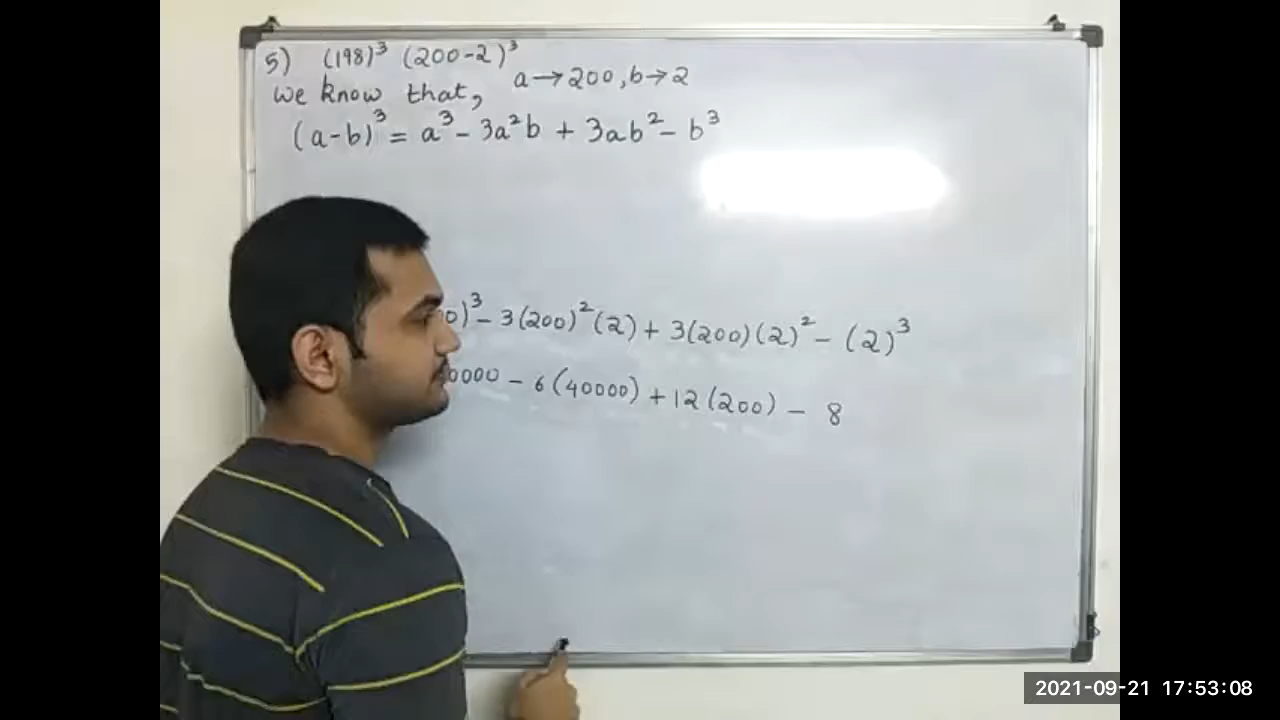 5) (198)³ (200-2)³
a→200, b→2
We know that,
(a-b)³ = a³ - 3a²b + 3ab² - b³
0)³ - 3(200)²(2) + 3(200)(2)² - (2)³
0000 - 6(40000) + 12(200) - 8
2021-09-21 17:53:08